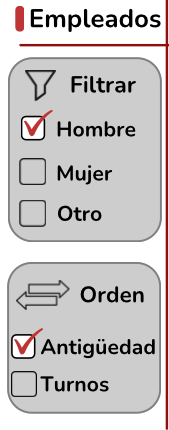 Empleados
Filtrar
Hombre
Mujer
Otro
Orden
Antigüedad
Turnos